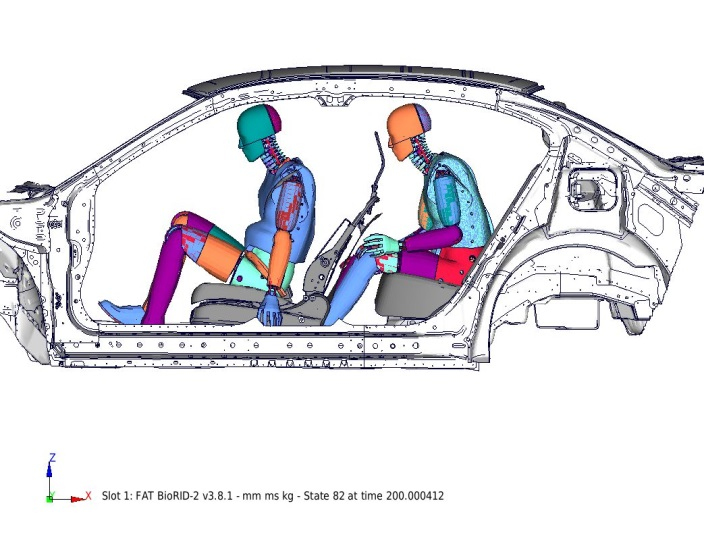 Z
Y X Slot 1: FAT BioRID-2 v3.8.1 - mm ms kg - State 82 at time 200.000412